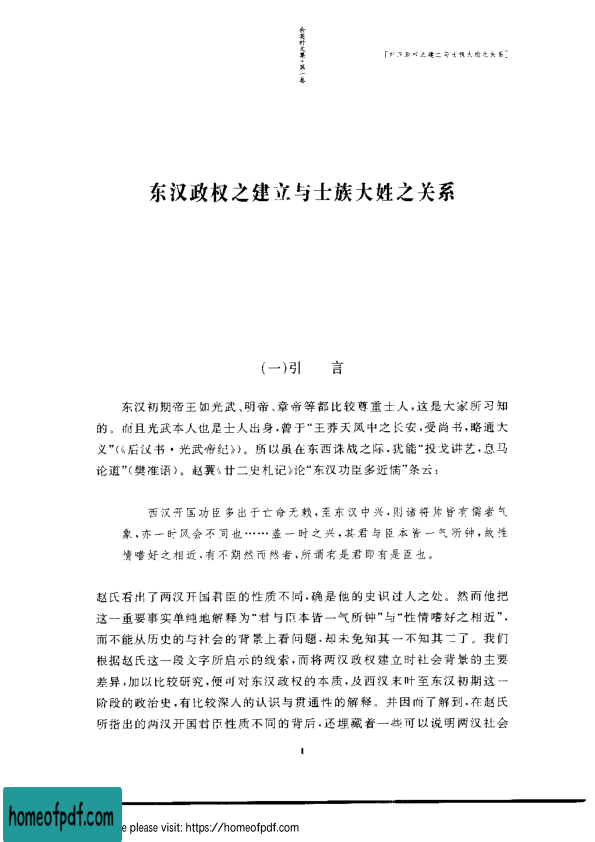 余英时文集·第一卷
[东汉政权之建立与士族大姓之关系]
东汉政权之建立与士族大姓之关系
(一)引　言
东汉初期帝王如光武、明帝、章帝等都比较尊重士人,这是大家所习知
的。而且光武本人也是士人出身,曾于“王莽天凤中之长安,受尚书,略通大
义”(《后汉书·光武帝纪》)。所以虽在东西诛战之际,犹能“投戈讲艺,息马
论道”(樊准语)。赵翼《廿二史札记》论“东汉功臣多近儒”条云:
西汉开国功臣多出于亡命无赖,至东汉中兴,则诸将帅皆有儒者气
象,亦一时风会不同也……盖一时之兴,其君与臣本皆一气所钟,故性
情嗜好之相近,有不期然而然者,所谓有是君即有是臣也。
赵氏看出了两汉开国君臣的性质不同,确是他的史识过人之处。然而他把
这一重要事实单纯地解释为“君与臣本皆一气所钟”与“性情嗜好之相近”,
而不能从历史的与社会的背景上看问题,却未免知其一不知其二了。我们
根据赵氏这一段文字所启示的线索,而将两汉政权建立时社会背景的主要
差异,加以比较研究,便可对东汉政权的本质,及西汉末叶至东汉初期这一
阶段的政治史,有比较深入的认识与贯通性的解释。并因而了解到,在赵氏
所指出的两汉开国君臣性质不同的背后,还埋藏着一些可以说明两汉社会
1
homeofpdf.com
e please visit: https://homeofpdf.com